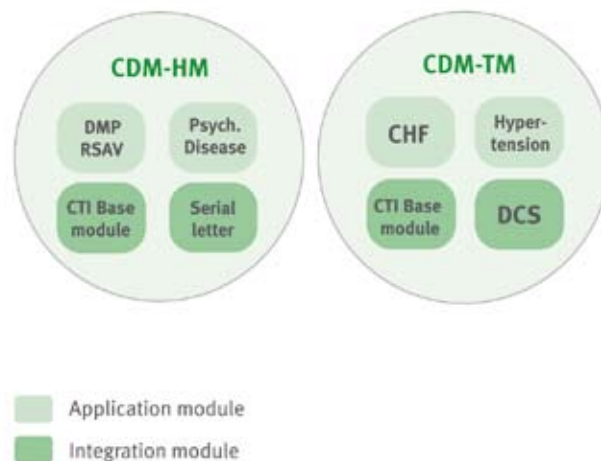 CDM-HM
DMP
RSAV
Psych.
Disease
CTI Base
module
Serial
letter
CDM-TM
CHF
Hyper-
tension
CTI Base
module
DCS
Application module
Integration module